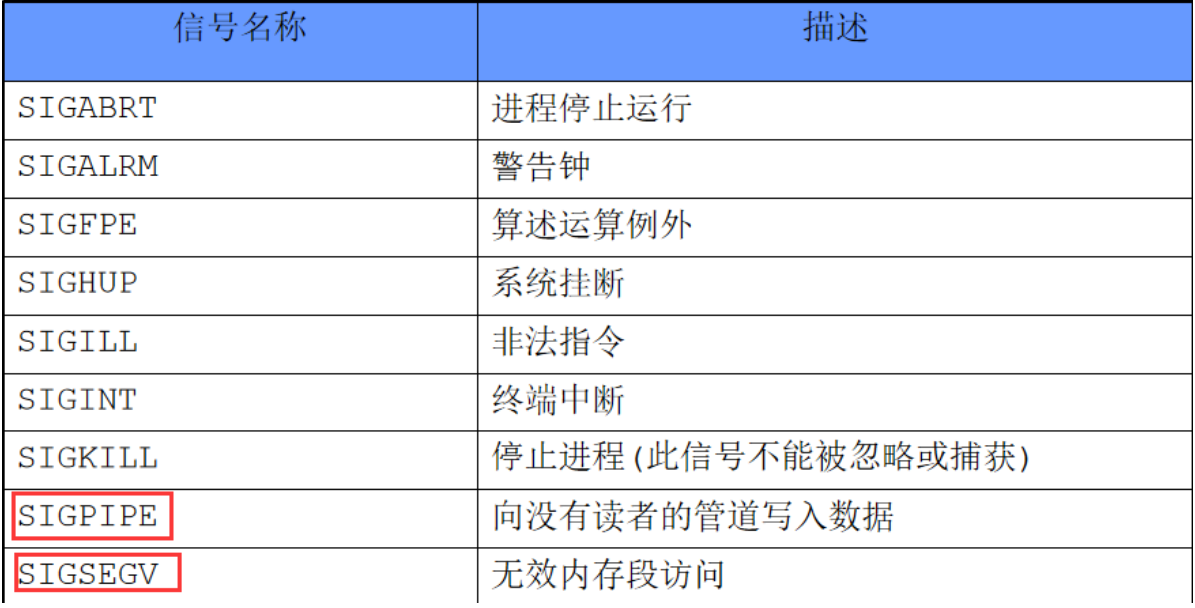 信号名称 描述
SIGABRT 进程停止运行
SIGALRM 警告钟
SIGFPE 算述运算例外
SIGHUP 系统挂断
SIGILL 非法指令
SIGINT 终端中断
SIGKILL 停止进程(此信号不能被忽略或捕获)
SIGPIPE 向没有读者的管道写入数据
SIGSEGV 无效内存段访问